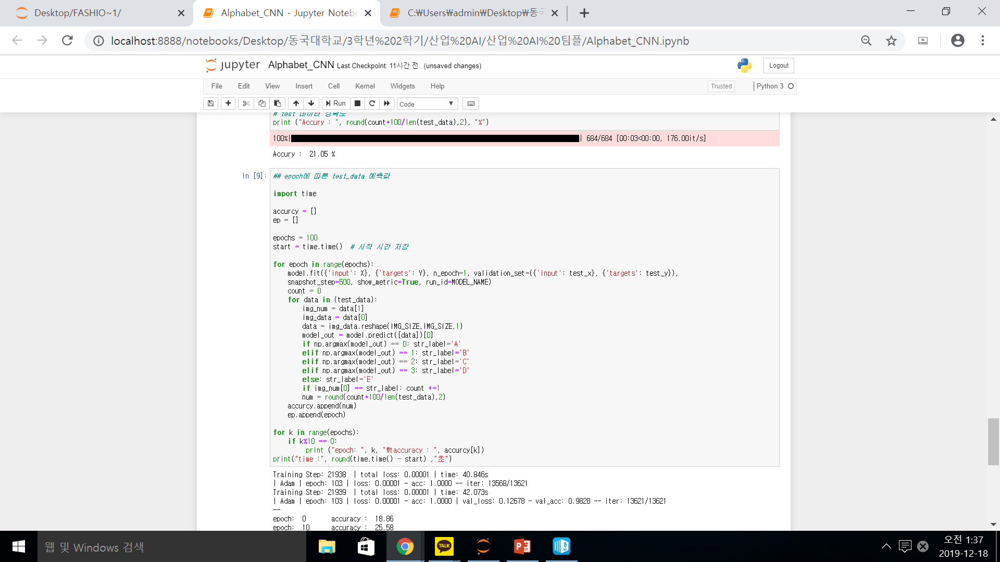 Desktop/FASHIO~1/
Alphabet_CNN - Jupyter Notebo
C:₩Users₩admin₩Desktop₩동국
localhost:8888/notebooks/Desktop/동국대학교/3학년%202학기/산업%20AI/산업%20AI%20팀플/Alphabet_CNN.ipynb
jupyter Alphabet_CNN Last Checkpoint: 11시간 전 (unsaved changes)
Logout
File Edit View Insert Cell Kernel Widgets Help
Trusted
Python 3
Run
Code
# test 데이터 정확도
print ("Accury : ", round(count*100/len(test_data),2), "%")
100%| | 684/684 [00:03<00:00, 176.00it/s]
Accury :  21.05 %
In [9]:
## epoch에 따른 test_data 예측값
import time
accurcy = []
ep = []
epochs = 100
start = time.time()  # 시작 시간 저장
for epoch in range(epochs):
    model.fit({'input': X}, {'targets': Y}, n_epoch=1, validation_set=({'input': test_x}, {'targets': test_y}),
    snapshot_step=500, show_metric=True, run_id=MODEL_NAME)
    count = 0
    for data in (test_data):
        img_num = data[1]
        img_data = data[0]
        data = img_data.reshape(IMG_SIZE,IMG_SIZE,1)
        model_out = model.predict([data])[0]
        if np.argmax(model_out) == 0: str_label='A'
        elif np.argmax(model_out) == 1: str_label='B'
        elif np.argmax(model_out) == 2: str_label='C'
        elif np.argmax(model_out) == 3: str_label='D'
        else: str_label='E'
        if img_num[0] == str_label: count +=1
        num = round(count*100/len(test_data),2)
    accurcy.append(num)
    ep.append(epoch)
for k in range(epochs):
    if k%10 == 0:
         print ("epoch: ", k, "₩taccuracy : ", accurcy[k])
print("time :", round(time.time() - start) ,"초")
Training Step: 21938  | total loss: 0.00001 | time: 40.846s
| Adam | epoch: 103 | loss: 0.00001 - acc: 1.0000 -- iter: 13568/13621
Training Step: 21939  | total loss: 0.00001 | time: 42.073s
| Adam | epoch: 103 | loss: 0.00001 - acc: 1.0000 | val_loss: 0.12678 - val_acc: 0.9828 -- iter: 13621/13621
--
epoch:  0       accuracy :  18.86
epoch:  10      accuracy :  25.58
웹 및 Windows 검색
TALK
오전 1:37
2019-12-18